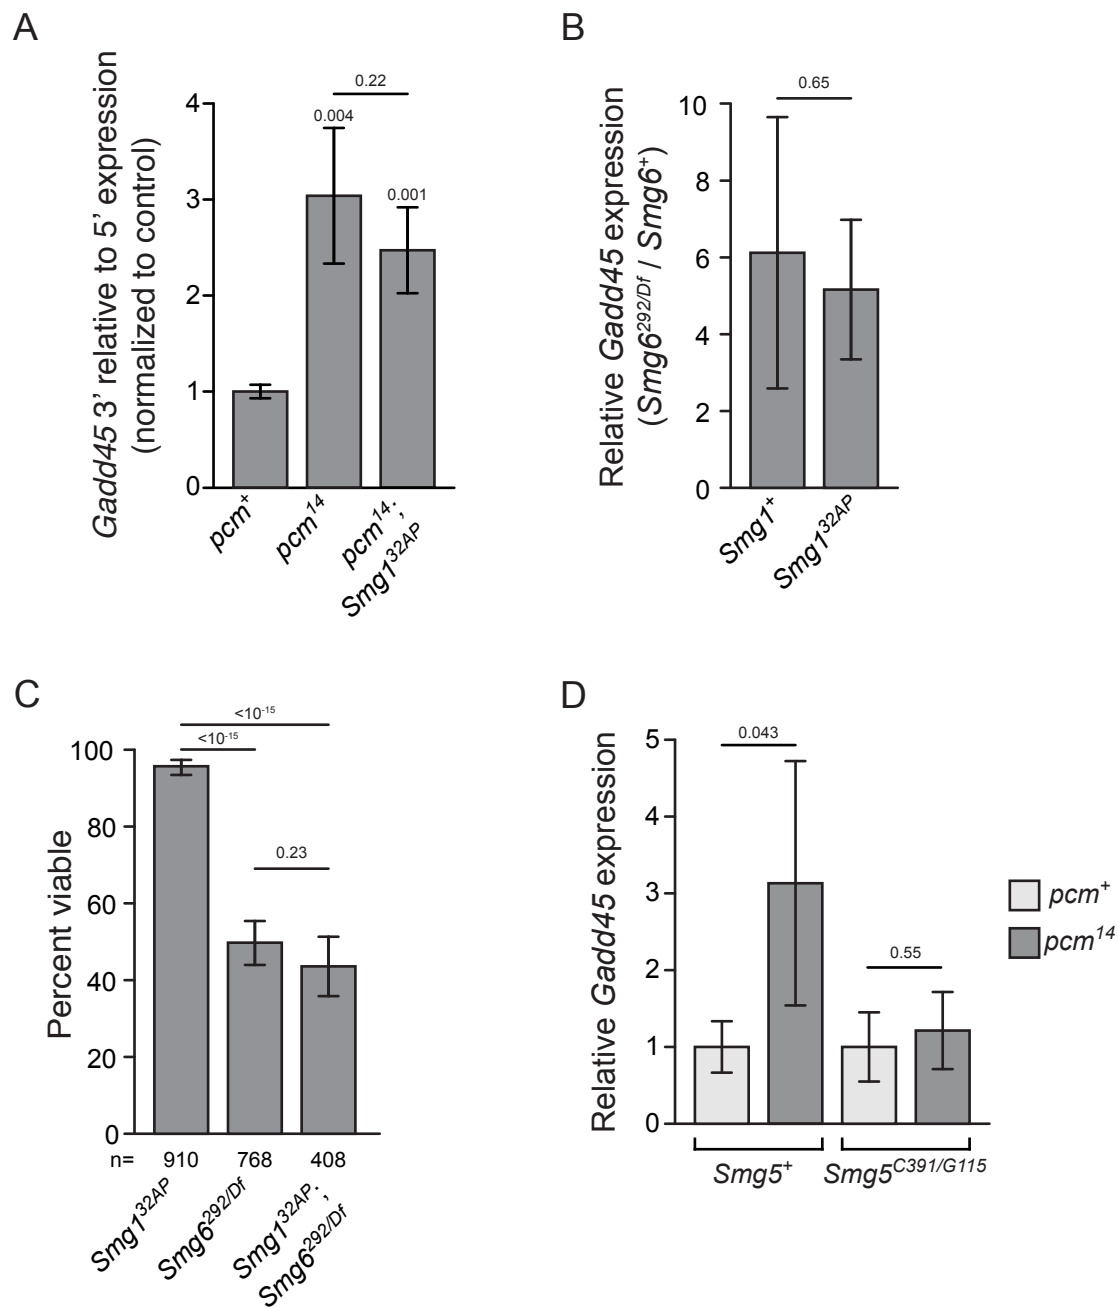 A
Gadd45 3' relative to 5' expression
(normalized to control)
4
3
2
1
0
0.22
0.004
0.001
pcm⁺
pcm¹⁴
pcm¹⁴;
Smg1³²ᴬᴾ
B
Relative Gadd45 expression
(Smg6²⁹²/ᴰᶠ / Smg6⁺)
10
8
6
4
2
0
0.65
Smg1⁺
Smg1³²ᴬᴾ
C
Percent viable
100
80
60
40
20
0
<10⁻¹⁵
<10⁻¹⁵
0.23
n= 910 768 408
Smg1³²ᴬᴾ
Smg6²⁹²/ᴰᶠ
Smg1³²ᴬᴾ;
Smg6²⁹²/ᴰᶠ
D
Relative Gadd45 expression
5
4
3
2
1
0
0.043
0.55
Smg5⁺ Smg5ᶜ³⁹¹/ᴳ¹¹⁵
pcm⁺
pcm¹⁴